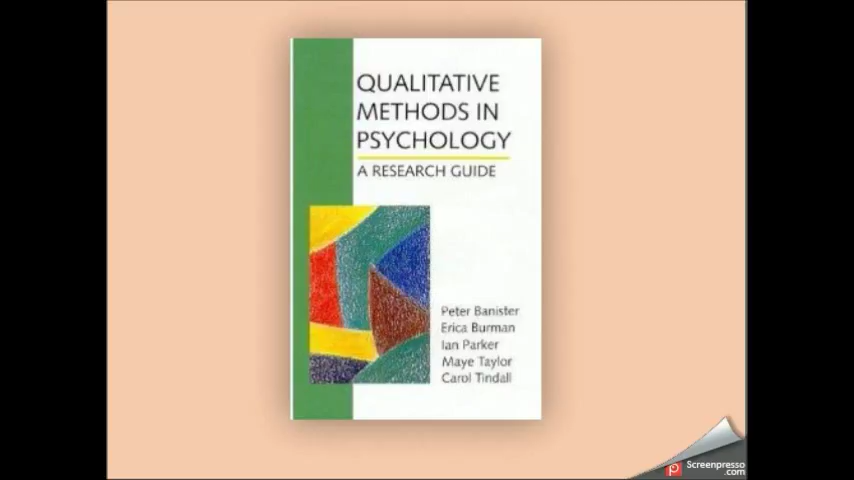 QUALITATIVE
METHODS IN
PSYCHOLOGY
A RESEARCH GUIDE
Peter Banister
Erica Burman
Ian Parker
Maye Taylor
Carol Tindall
Screenpresso
.com